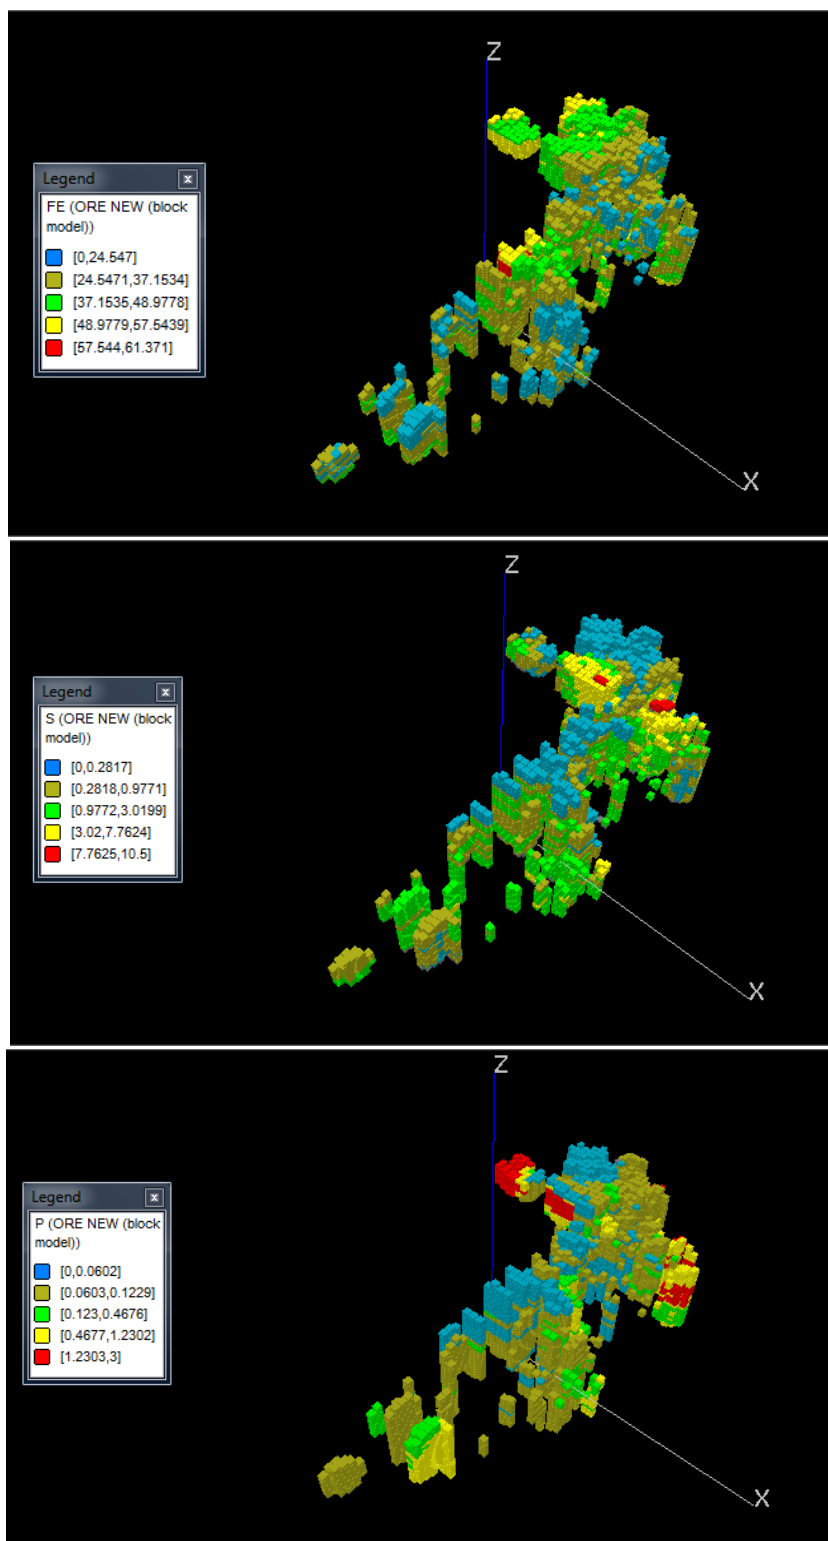 Z
Legend
x
FE (ORE NEW (block
model))
[0,24.547]
[24.5471,37.1534]
[37.1535,48.9778]
[48.9779,57.5439]
[57.544,61.371]
X
Z
Legend
x
S (ORE NEW (block
model))
[0,0.2817]
[0.2818,0.9771]
[0.9772,3.0199]
[3.02,7.7624]
[7.7625,10.5]
X
Z
Legend
x
P (ORE NEW (block
model))
[0,0.0602]
[0.0603,0.1229]
[0.123,0.4676]
[0.4677,1.2302]
[1.2303,3]
X